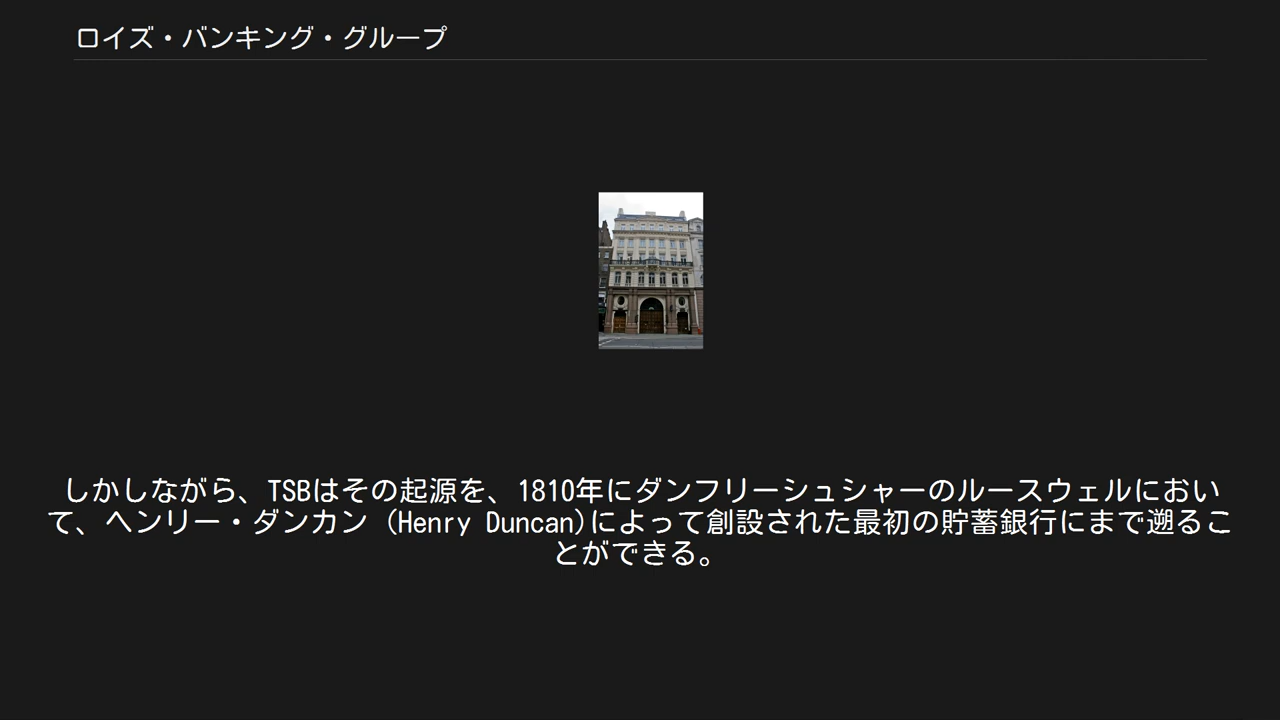 ロイズ・バンキング・グループ
しかしながら、TSBはその起源を、1810年にダンフリーシュシャーのルースウェルにおい
て、ヘンリー・ダンカン (Henry Duncan)によって創設された最初の貯蓄銀行にまで遡るこ
とができる。